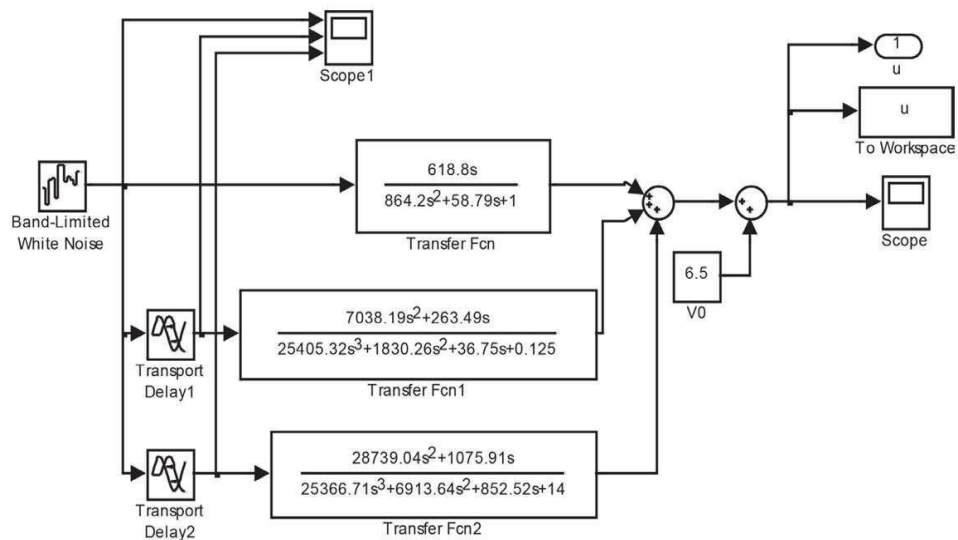 Scope1
1
u
u
To Workspace
Band-Limited
White Noise
618.8s
864.2s²+58.79s+1
Transfer Fcn
+
+
+
+
+
Scope
6.5
V0
Transport
Delay1
7038.19s²+263.49s
25405.32s³+1830.26s²+36.75s+0.125
Transfer Fcn1
Transport
Delay2
28739.04s²+1075.91s
25366.71s³+6913.64s²+852.52s+14
Transfer Fcn2